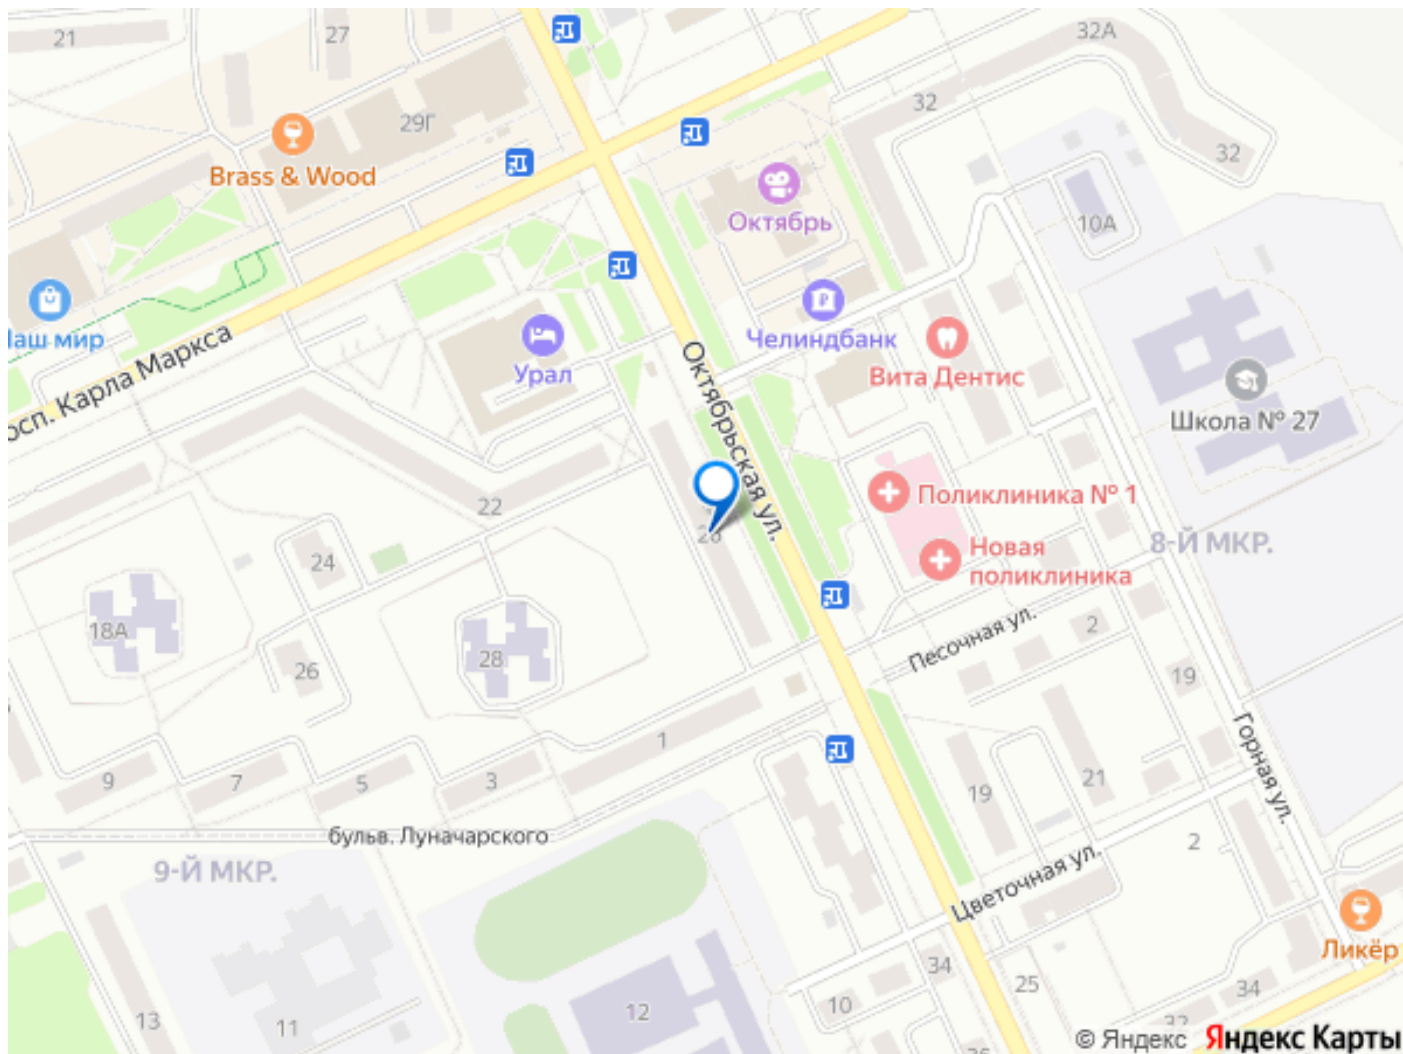 21
27
32А
29Г
32
32
Brass & Wood
Октябрь
10А
Наш мир
Урал
Челиндбанк
Вита Дентис
Школа № 27
просп. Карла Маркса
Октябрьская ул.
22
Поликлиника № 1
Новая
поликлиника
8-Й МКР.
24
18А
28
26
Песочная ул.
2
19
1
9
7
5
3
Горная ул.
19
21
2
бульв. Луначарского
9-Й МКР.
Цветочная ул.
Ликёр
34
25
34
10
12
13
11
© Яндекс Яндекс Карты